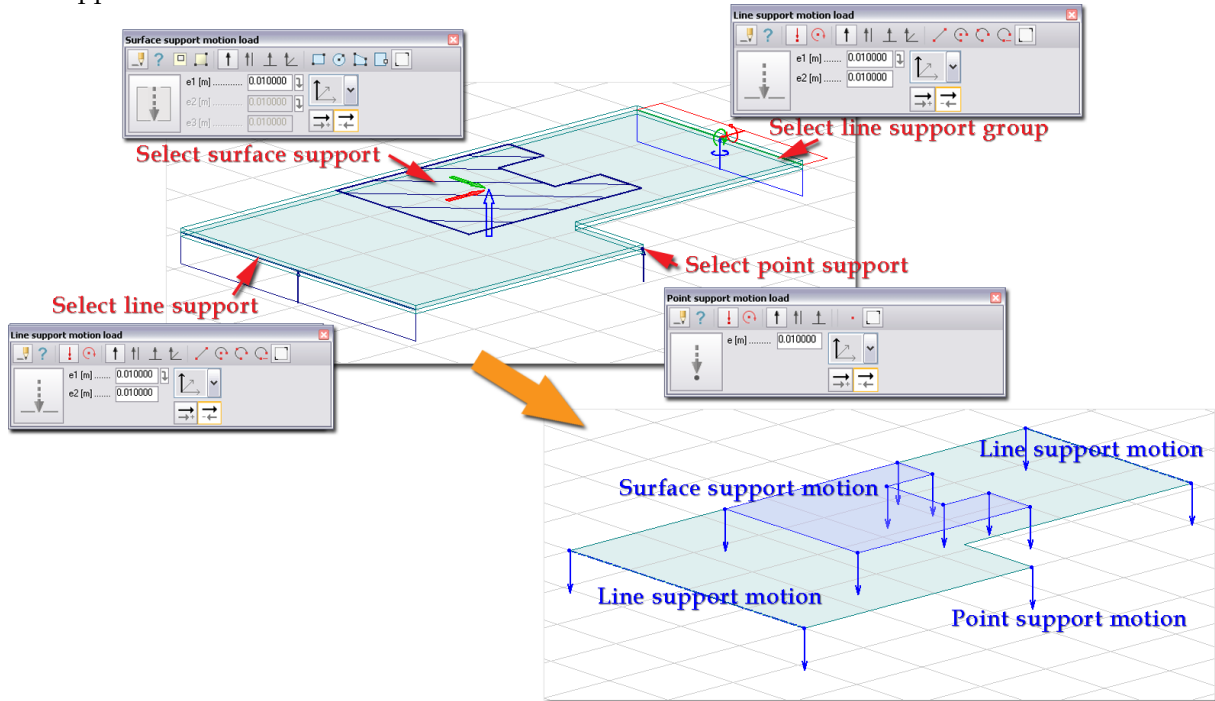 Surface support motion load
e1 [m] ............ 0.010000
e2 [m] ............ 0.010000
e3 [m] ............ 0.010000
Line support motion load
e1 [m] ...... 0.010000
e2 [m] ...... 0.010000
Select line support group
Select surface support
Select point support
Select line support
Point support motion load
e [m] ......... 0.010000
Line support motion load
e1 [m] ...... 0.010000
e2 [m] ...... 0.010000
Line support motion
Surface support motion
Line support motion
Point support motion